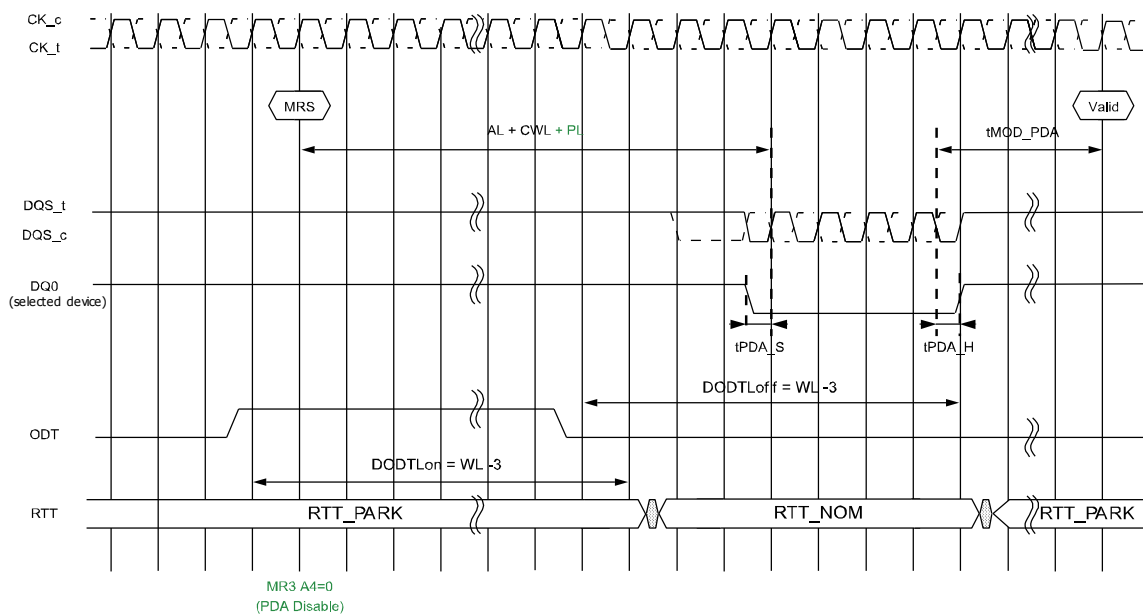 CK_c
CK_t
MRS
Valid
AL + CWL + PL
tMOD_PDA
DQS_t
DQS_c
DQ0
(selected device)
tPDA_S
tPDA_H
DODTLoff = WL -3
ODT
DODTLon = WL -3
RTT
RTT_PARK
RTT_NOM
RTT_PARK
MR3 A4=0
(PDA Disable)